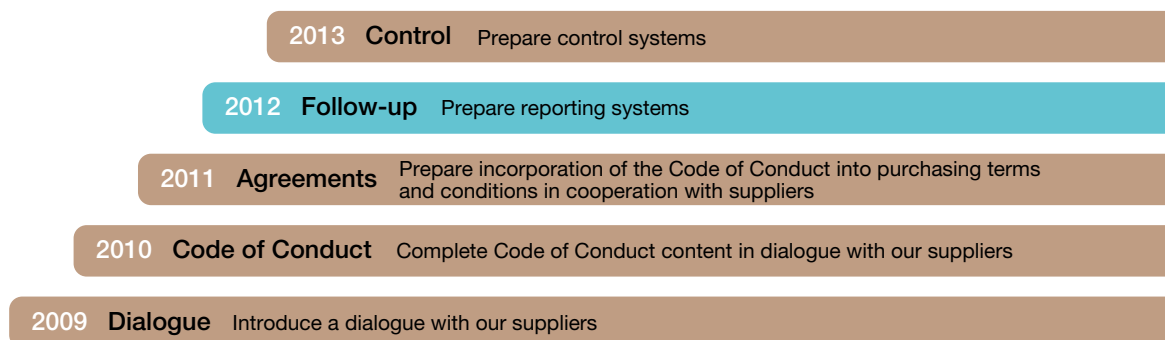 2013 Control Prepare control systems
2012 Follow-up Prepare reporting systems
2011 Agreements Prepare incorporation of the Code of Conduct into purchasing terms
and conditions in cooperation with suppliers
2010 Code of Conduct Complete Code of Conduct content in dialogue with our suppliers
2009 Dialogue Introduce a dialogue with our suppliers